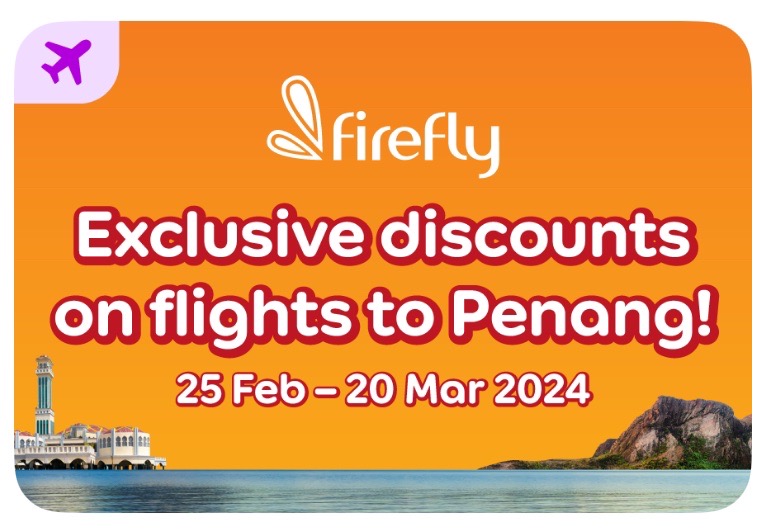 firefly
Exclusive discounts
on flights to Penang!
25 Feb – 20 Mar 2024